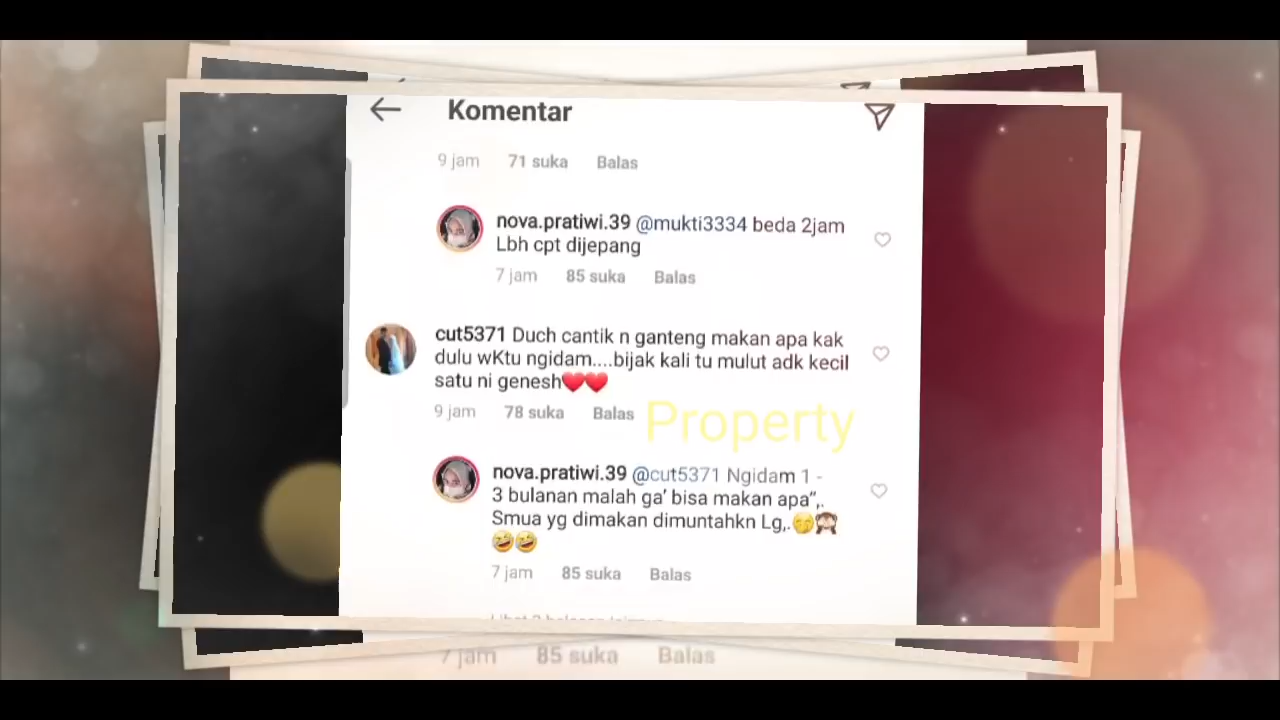 Komentar
9 jam 71 suka Balas
nova.pratiwi.39 @mukti3334 beda 2jam
Lbh cpt dijepang
7 jam 85 suka Balas
cut5371 Duch cantik n ganteng makan apa kak
dulu wKtu ngidam....bijak kali tu mulut adk kecil
satu ni genesh❤️❤️
9 jam 78 suka Balas
Property
nova.pratiwi.39 @cut5371 Ngidam 1 -
3 bulanan malah ga’ bisa makan apa”,.
Smua yg dimakan dimuntahkn Lg,.🤭🙈
🤣🤣
7 jam 85 suka Balas
7 jam 85 suka Balas